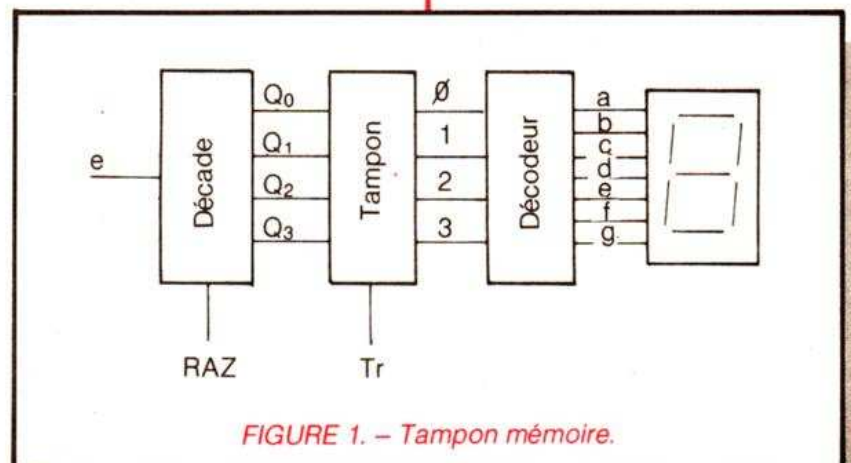 e
Décade
RAZ
Q0
Q1
Q2
Q3
Tampon
Tr
Ø
1
2
3
Décodeur
a
b
c
d
e
f
g
FIGURE 1. – Tampon mémoire.